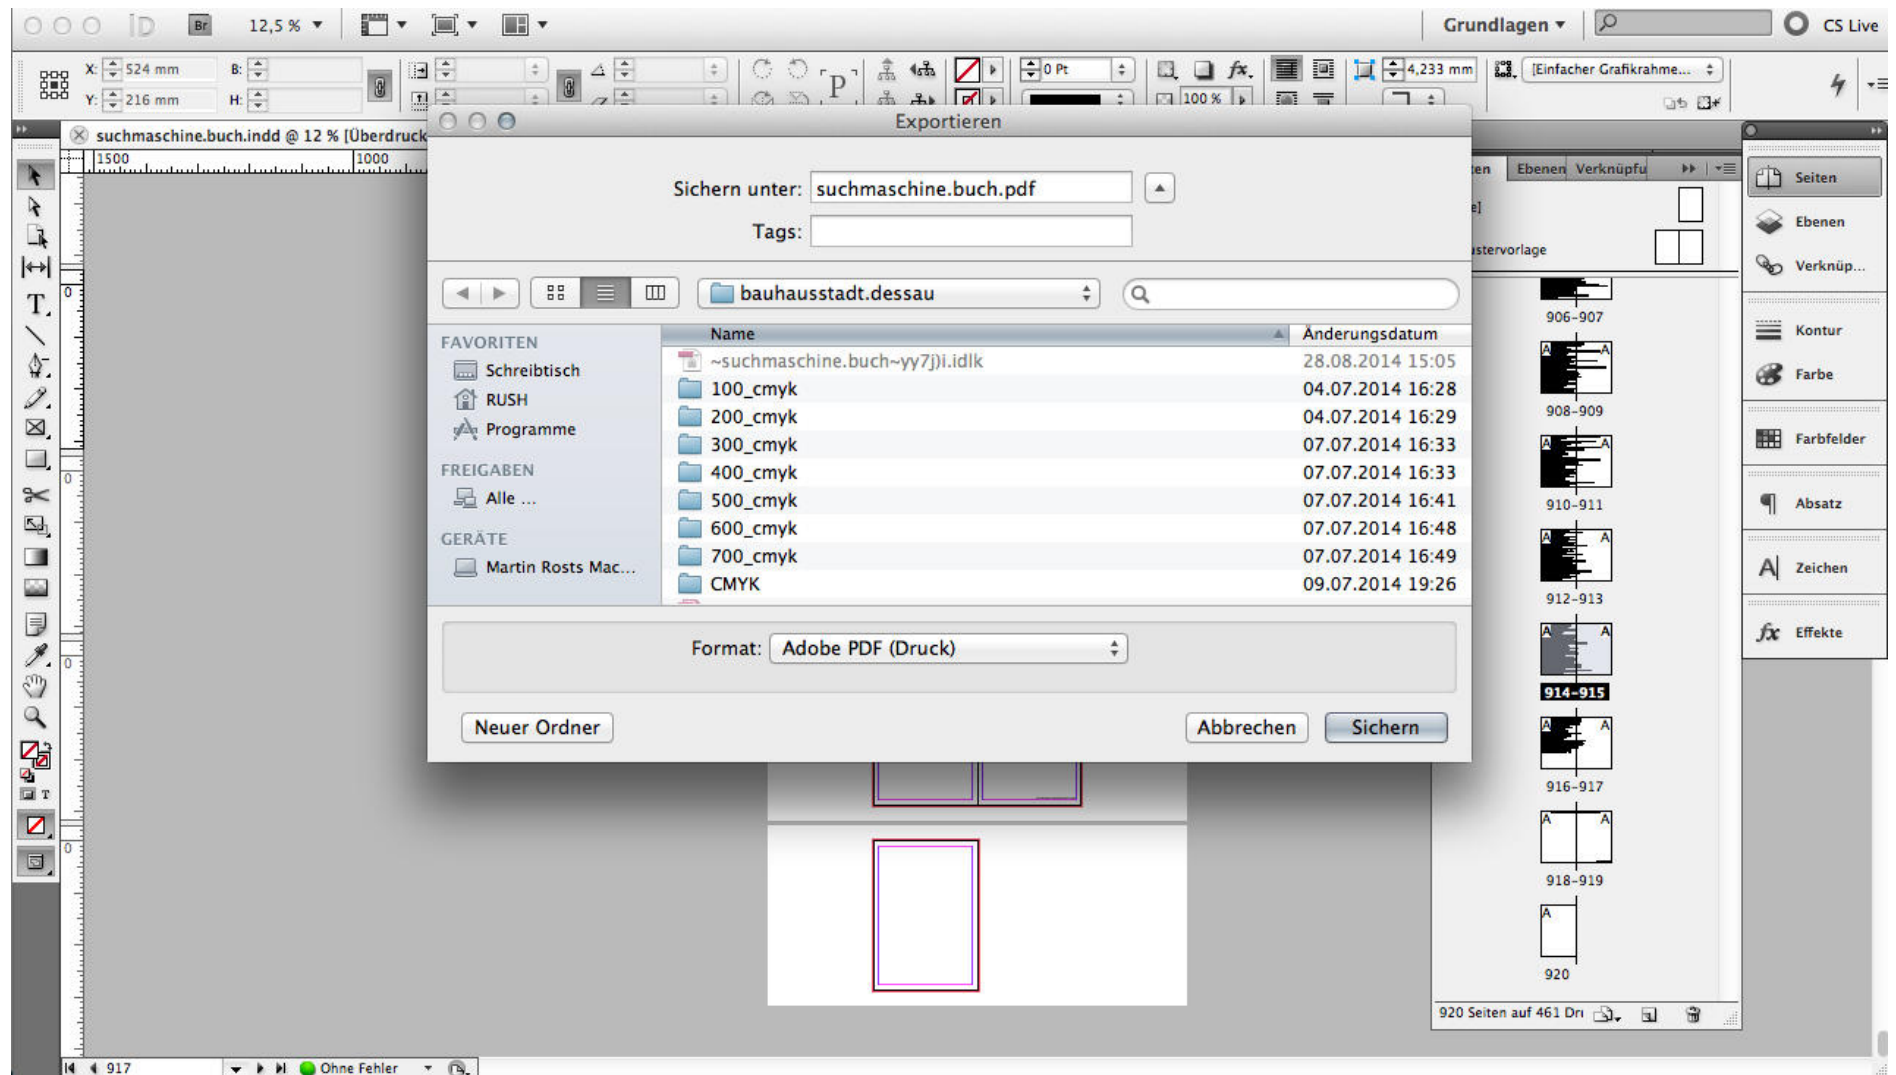 Br
12,5 %
Grundlagen
CS Live
X: 524 mm
B:
Y: 216 mm
H:
P
fx.
0 Pt
100 %
4,233 mm
[Einfacher Grafikrahme...
suchmaschine.buch.indd @ 12 % [Überdruck
1500
1000
Exportieren
Sichern unter: suchmaschine.buch.pdf
Tags:
bauhausstadt.dessau
FAVORITEN
Schreibtisch
RUSH
Programme
FREIGABEN
Alle ...
GERÄTE
Martin Rosts Mac...
Name
Änderungsdatum
~suchmaschine.buch~yy7j)i.idlk
28.08.2014 15:05
100_cmyk
04.07.2014 16:28
200_cmyk
04.07.2014 16:29
300_cmyk
07.07.2014 16:33
400_cmyk
07.07.2014 16:33
500_cmyk
07.07.2014 16:41
600_cmyk
07.07.2014 16:48
700_cmyk
07.07.2014 16:49
CMYK
09.07.2014 19:26
Format: Adobe PDF (Druck)
Neuer Ordner
Abbrechen
Sichern
ten
Ebenen
Verknüpfu
e]
ustervorlage
906-907
A A
908-909
A A
910-911
A A
912-913
A A
914-915
A A
916-917
A A
918-919
A
920
920 Seiten auf 461 Dru
Seiten
Ebenen
Verknüp...
Kontur
Farbe
Farbfelder
Absatz
Zeichen
fx Effekte
917
Ohne Fehler